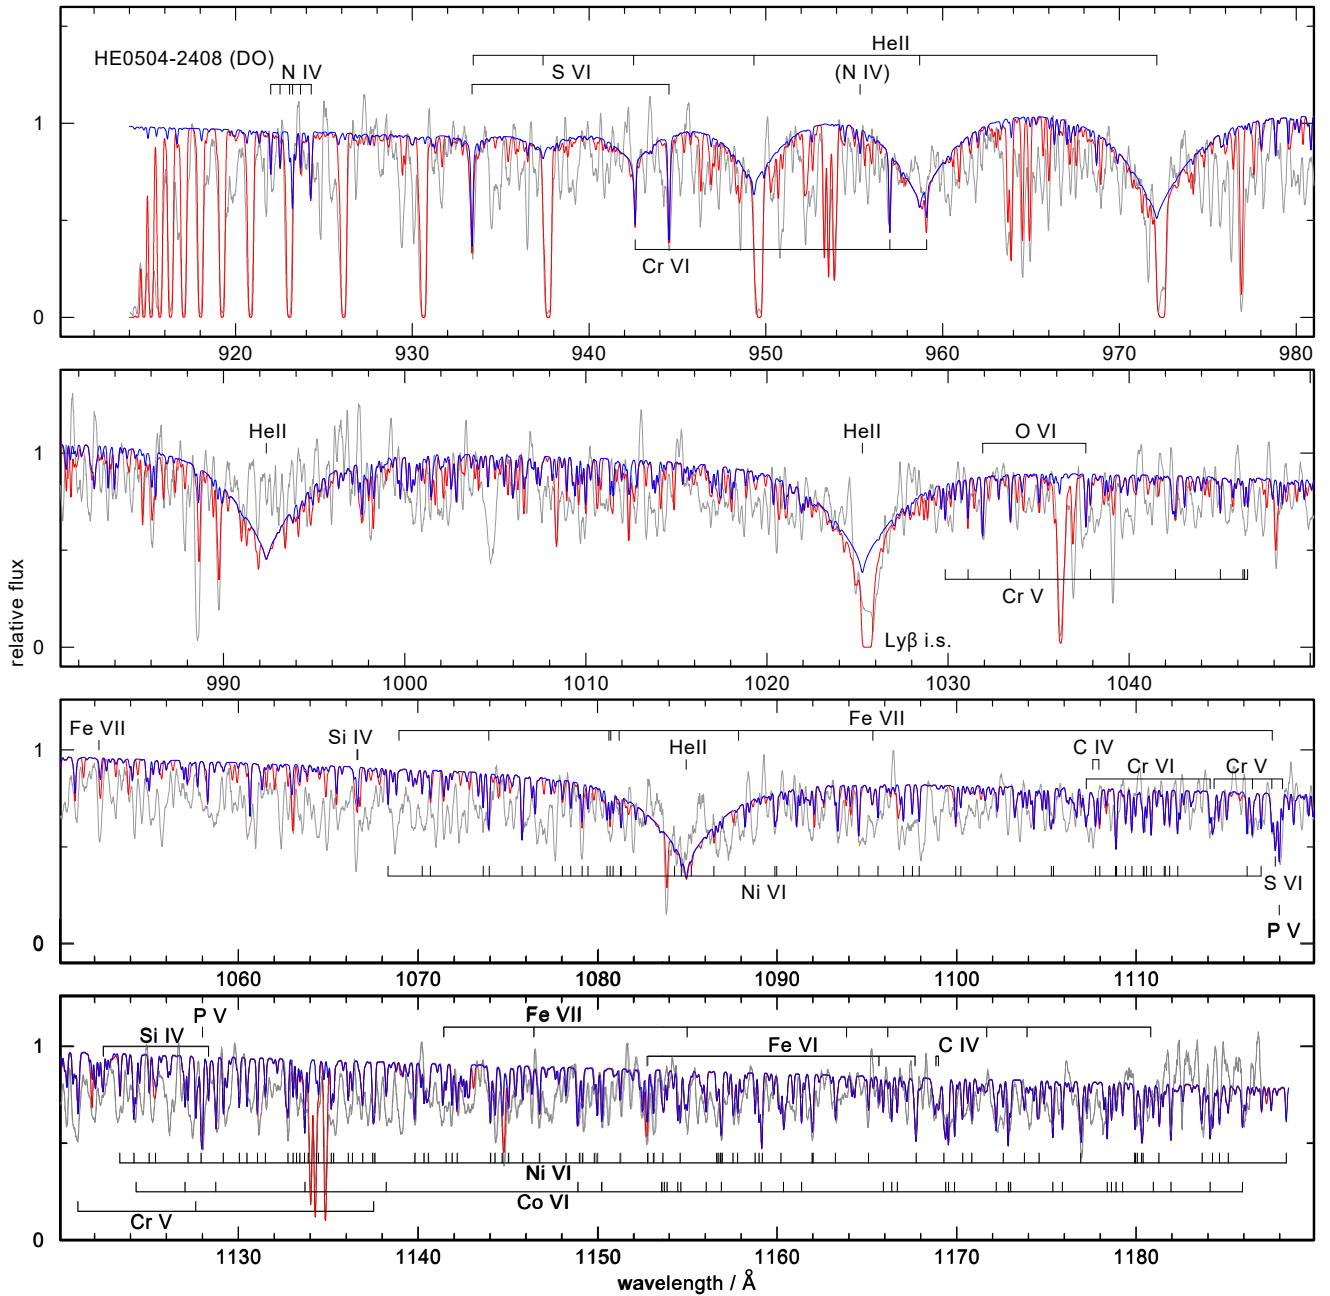 HE0504-2408 (DO)
HeII
N IV
S VI
(N IV)
Cr VI
1
0
920
930
940
950
960
970
980
HeII
HeII
O VI
Cr V
Lyβ i.s.
1
0
990
1000
1010
1020
1030
1040
relative flux
Fe VII
Si IV
Fe VII
HeII
C IV
Cr VI
Cr V
Ni VI
S VI
P V
1
0
1060
1070
1080
1090
1100
1110
P V
Si IV
Fe VII
Fe VI
C IV
Ni VI
Co VI
Cr V
1
0
1130
1140
1150
1160
1170
1180
wavelength / Å